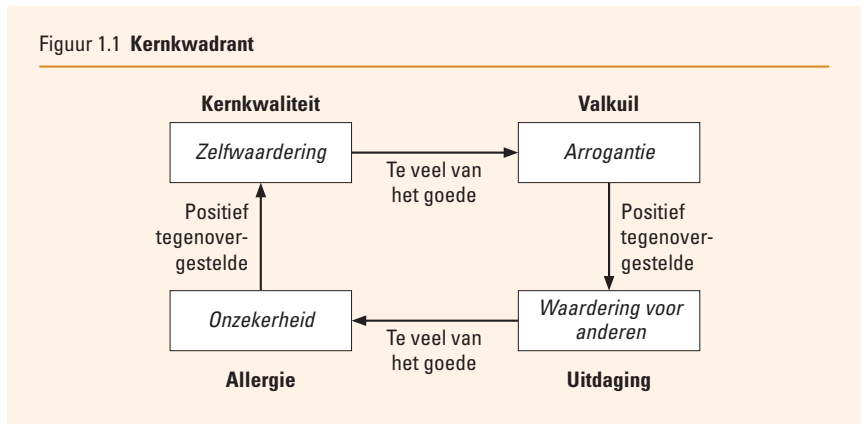 Figuur 1.1 Kernkwadrant
Kernkwaliteit
Valkuil
Zelfwaardering
Te veel van
het goede
Arrogantie
Positief
tegenover-
gestelde
Positief
tegenover-
gestelde
Onzekerheid
Te veel van
het goede
Waardering voor
anderen
Allergie
Uitdaging